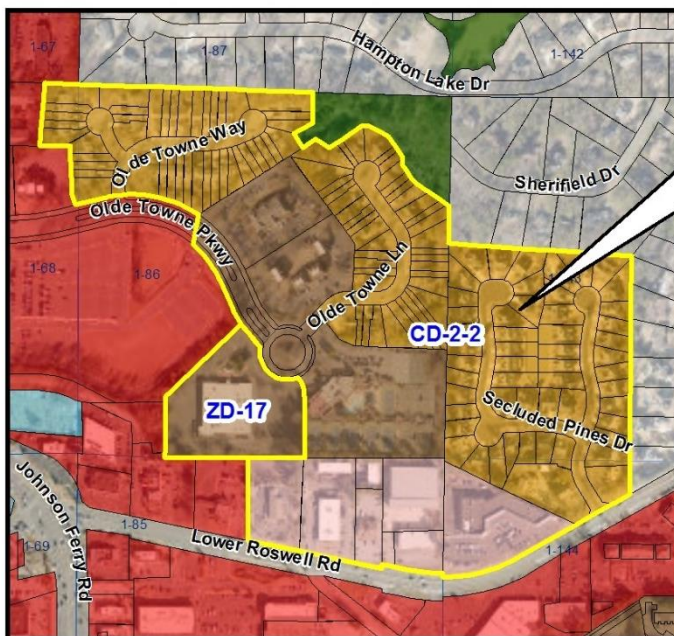 1-67
1-87
Hampton Lake Dr
1-142
Olde Towne Way
Sherifield Dr
Olde Towne Pkwy
1-68
1-86
Olde Towne Ln
CD-2-2
ZD-17
Secluded Pines Dr
Johnson Ferry Rd
1-85
Lower Roswell Rd
1-69
1-144